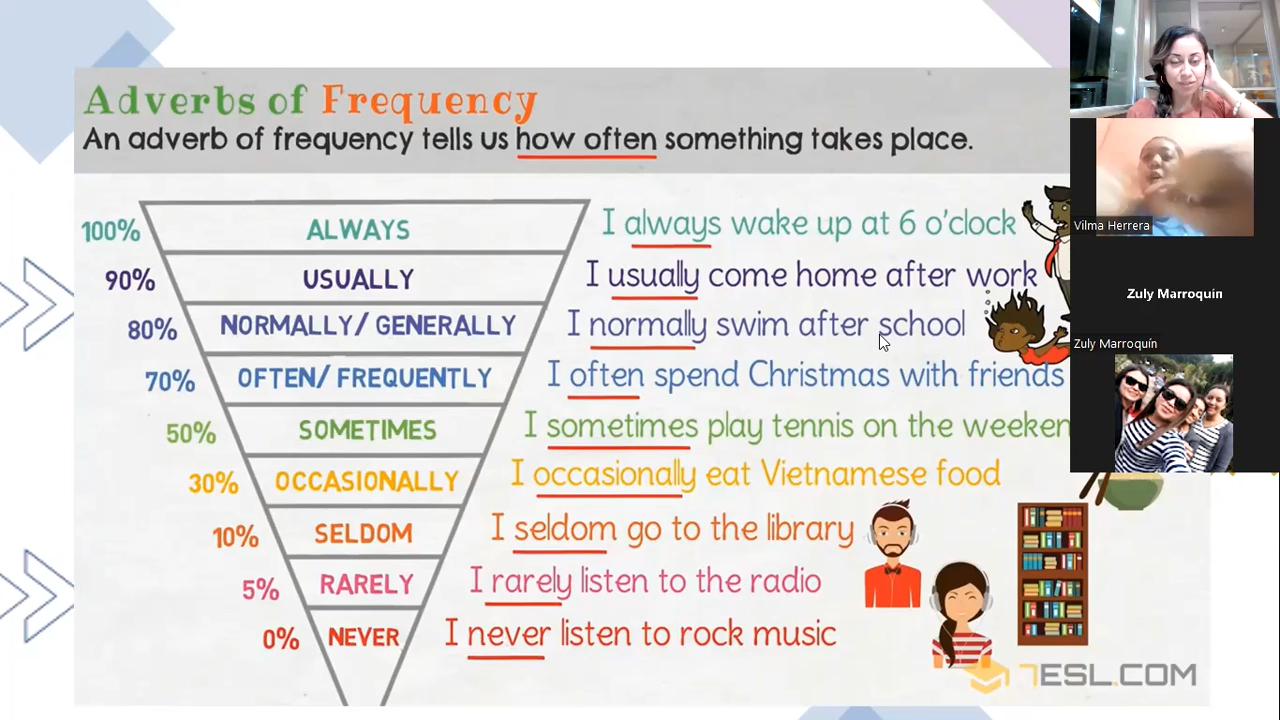 Adverbs of Frequency
An adverb of frequency tells us how often something takes place.
100% ALWAYS I always wake up at 6 o'clock
90% USUALLY I usually come home after work
80% NORMALLY/ GENERALLY I normally swim after school
70% OFTEN/ FREQUENTLY I often spend Christmas with friends
50% SOMETIMES I sometimes play tennis on the weeken
30% OCCASIONALLY I occasionally eat Vietnamese food
10% SELDOM I seldom go to the library
5% RARELY I rarely listen to the radio
0% NEVER I never listen to rock music
7ESL.COM
Vilma Herrera
Zuly Marroquin
Zuly Marroquín